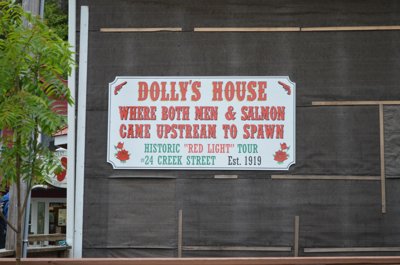 DOLLY'S HOUSE
WHERE BOTH MEN & SALMON
CAME UPSTREAM TO SPAWN
HISTORIC "RED LIGHT" TOUR
#24 CREEK STREET Est. 1919